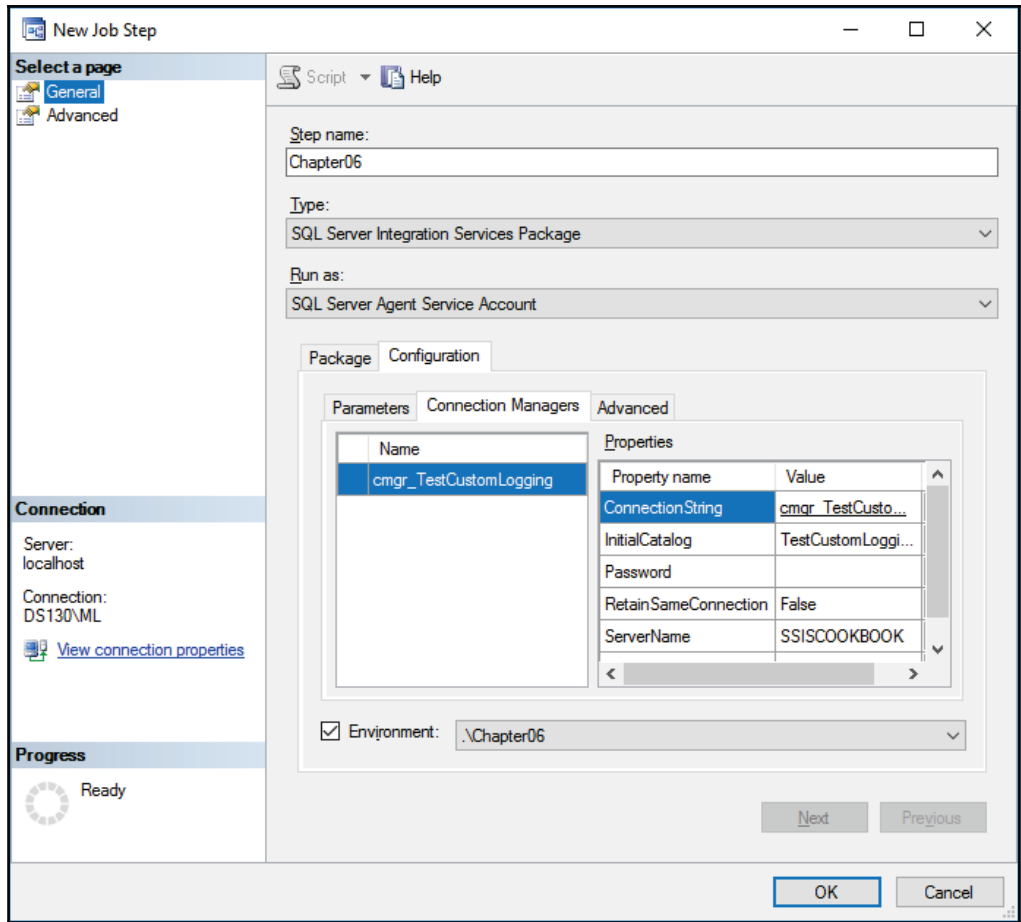 New Job Step
Select a page
General
Advanced
Script
Help
Step name:
Chapter06
Type:
SQL Server Integration Services Package
Run as:
SQL Server Agent Service Account
Package
Configuration
Parameters
Connection Managers
Advanced
Name
cmgr_TestCustomLogging
Properties
Property name Value
ConnectionString cmgr_TestCusto...
InitialCatalog TestCustomLoggi...
Password
RetainSameConnection False
ServerName SSISCOOKBOOK
Environment: .\Chapter06
Connection
Server:
localhost
Connection:
DS130\ML
View connection properties
Progress
Ready
Next
Previous
OK
Cancel